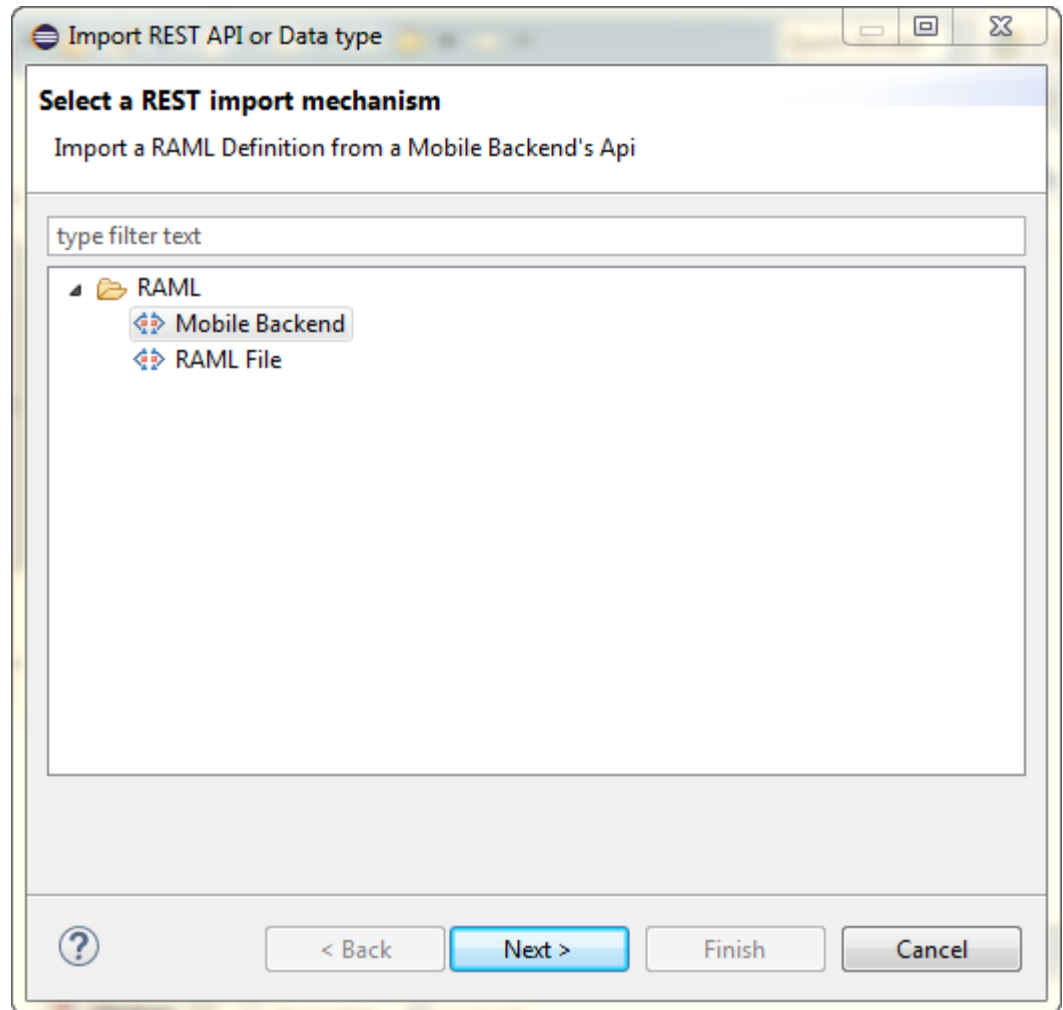 Import REST API or Data type
Select a REST import mechanism
Import a RAML Definition from a Mobile Backend's Api
type filter text
RAML
Mobile Backend
RAML File
? < Back Next > Finish Cancel